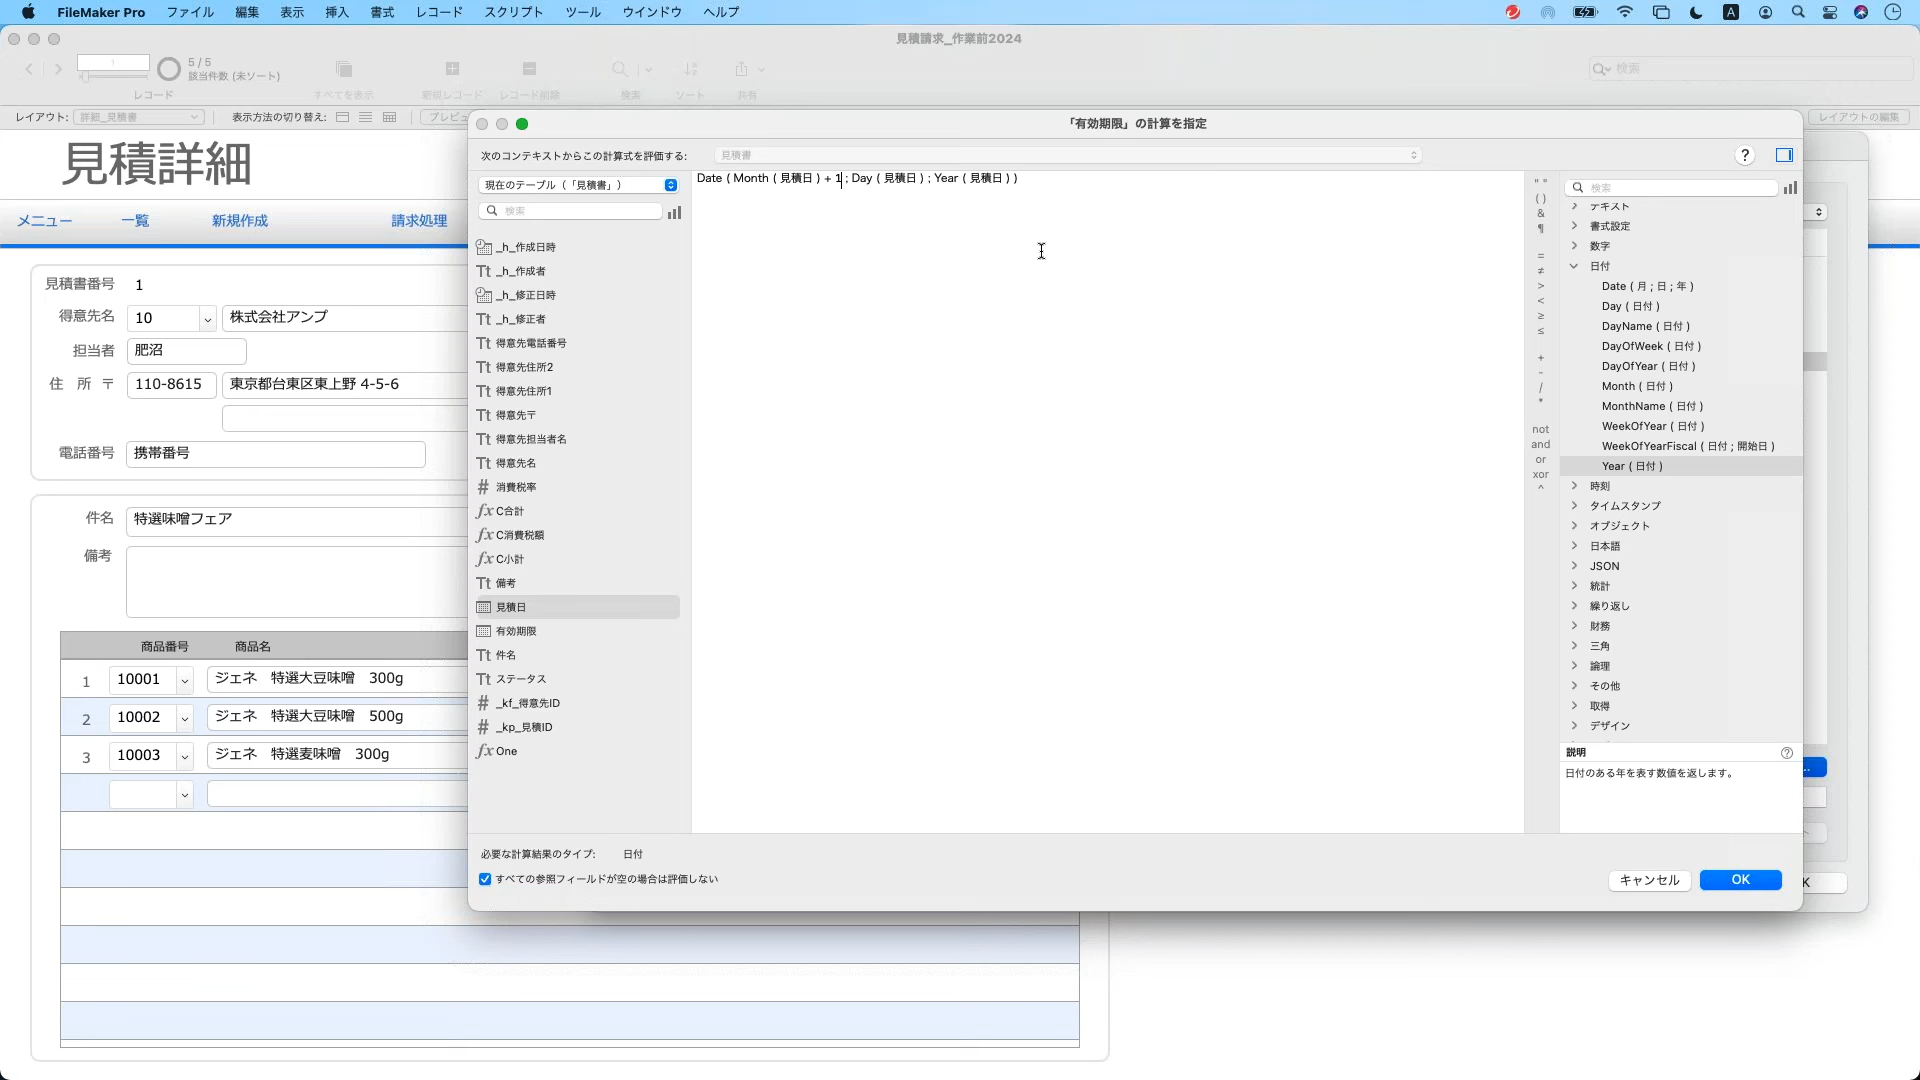 FileMaker Pro ファイル 編集 表示 挿入 書式 レコード スクリプト ツール ウインドウ ヘルプ
見積請求_作業前2024
1
5 / 5
該当件数 (未ソート)
レコード
すべてを表示
新規レコード
レコード削除
検索
ソート
共有
検索
レイアウト: 詳細_見積書
表示方法の切り替え:
プレビュ
レイアウトの編集
見積詳細
メニュー 一覧 新規作成 請求処理
見積書番号 1
得意先名 10 株式会社アンプ
担当者 肥沼
住 所 〒 110-8615 東京都台東区東上野 4-5-6
電話番号 携帯番号
件名 特選味噌フェア
備考
商品番号 商品名
1 10001 ジェネ 特選大豆味噌 300g
2 10002 ジェネ 特選大豆味噌 500g
3 10003 ジェネ 特選麦味噌 300g
「有効期限」の計算を指定
次のコンテキストからこの計算式を評価する: 見積書
?
現在のテーブル (「見積書」)
検索
_h_作成日時
_h_作成者
_h_修正日時
_h_修正者
得意先電話番号
得意先住所2
得意先住所1
得意先〒
得意先担当者名
得意先名
消費税率
C合計
C消費税額
C小計
備考
見積日
有効期限
件名
ステータス
_kf_得意先ID
_kp_見積ID
One
Date ( Month ( 見積日 ) + 1 ; Day ( 見積日 ) ; Year ( 見積日 ) )
" "
( )
&
¶
=
≠
>
<
≥
≤
+
-
/
*
not
and
or
xor
^
検索
テキスト
書式設定
数字
日付
Date ( 月 ; 日 ; 年 )
Day ( 日付 )
DayName ( 日付 )
DayOfWeek ( 日付 )
DayOfYear ( 日付 )
Month ( 日付 )
MonthName ( 日付 )
WeekOfYear ( 日付 )
WeekOfYearFiscal ( 日付 ; 開始日 )
Year ( 日付 )
時刻
タイムスタンプ
オブジェクト
日本語
JSON
統計
繰り返し
財務
三角
論理
その他
取得
デザイン
説明
日付のある年を表す数値を返します。
必要な計算結果のタイプ: 日付
すべての参照フィールドが空の場合は評価しない
キャンセル
OK
K